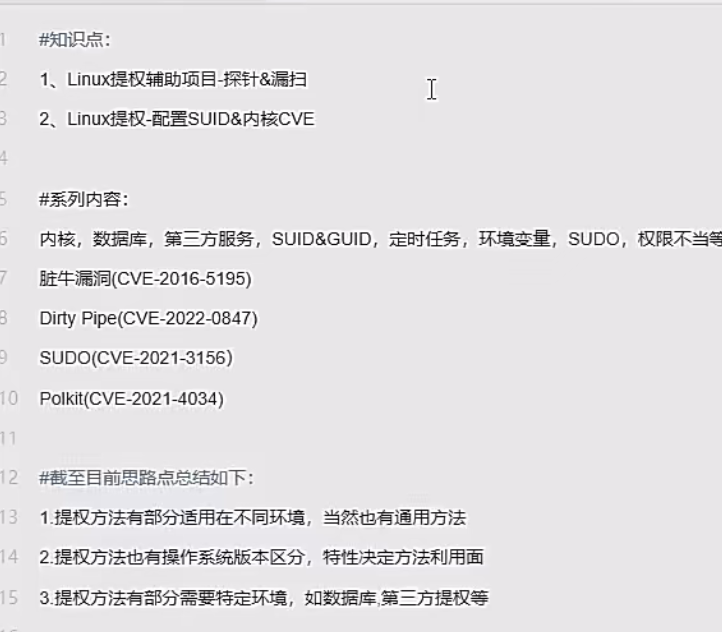 1 #知识点：
2 1、Linux提权辅助项目-探针&漏扫
3 2、Linux提权-配置SUID&内核CVE
4
5 #系列内容：
6 内核，数据库，第三方服务，SUID&GUID，定时任务，环境变量，SUDO，权限不当等
7 脏牛漏洞(CVE-2016-5195)
8 Dirty Pipe(CVE-2022-0847)
9 SUDO(CVE-2021-3156）
10 Polkit(CVE-2021-4034)
11
12 #截至目前思路点总结如下：
13 1.提权方法有部分适用在不同环境，当然也有通用方法
14 2.提权方法也有操作系统版本区分，特性决定方法利用面
15 3.提权方法有部分需要特定环境，如数据库,第三方提权等